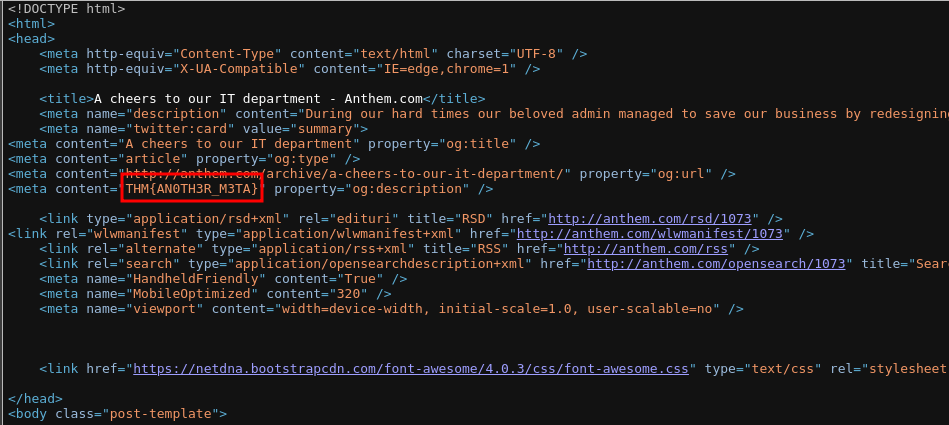 <!DOCTYPE html>
<html>
<head>
    <meta http-equiv="Content-Type" content="text/html" charset="UTF-8" />
    <meta http-equiv="X-UA-Compatible" content="IE=edge,chrome=1" />
    <title>A cheers to our IT department - Anthem.com</title>
    <meta name="description" content="During our hard times our beloved admin managed to save our business by redesignin
    <meta name="twitter:card" value="summary">
<meta content="A cheers to our IT department" property="og:title" />
<meta content="article" property="og:type" />
<meta content="http://anthem.com/archive/a-cheers-to-our-it-department/" property="og:url" />
<meta content="THM{AN0TH3R_M3TA}" property="og:description" />
    <link type="application/rsd+xml" rel="edituri" title="RSD" href="http://anthem.com/rsd/1073" />
<link rel="wlwmanifest" type="application/wlwmanifest+xml" href="http://anthem.com/wlwmanifest/1073" />
    <link rel="alternate" type="application/rss+xml" title="RSS" href="http://anthem.com/rss" />
    <link rel="search" type="application/opensearchdescription+xml" href="http://anthem.com/opensearch/1073" title="Sear
    <meta name="HandheldFriendly" content="True" />
    <meta name="MobileOptimized" content="320" />
    <meta name="viewport" content="width=device-width, initial-scale=1.0, user-scalable=no" />
    <link href="https://netdna.bootstrapcdn.com/font-awesome/4.0.3/css/font-awesome.css" type="text/css" rel="stylesheet
</head>
<body class="post-template">